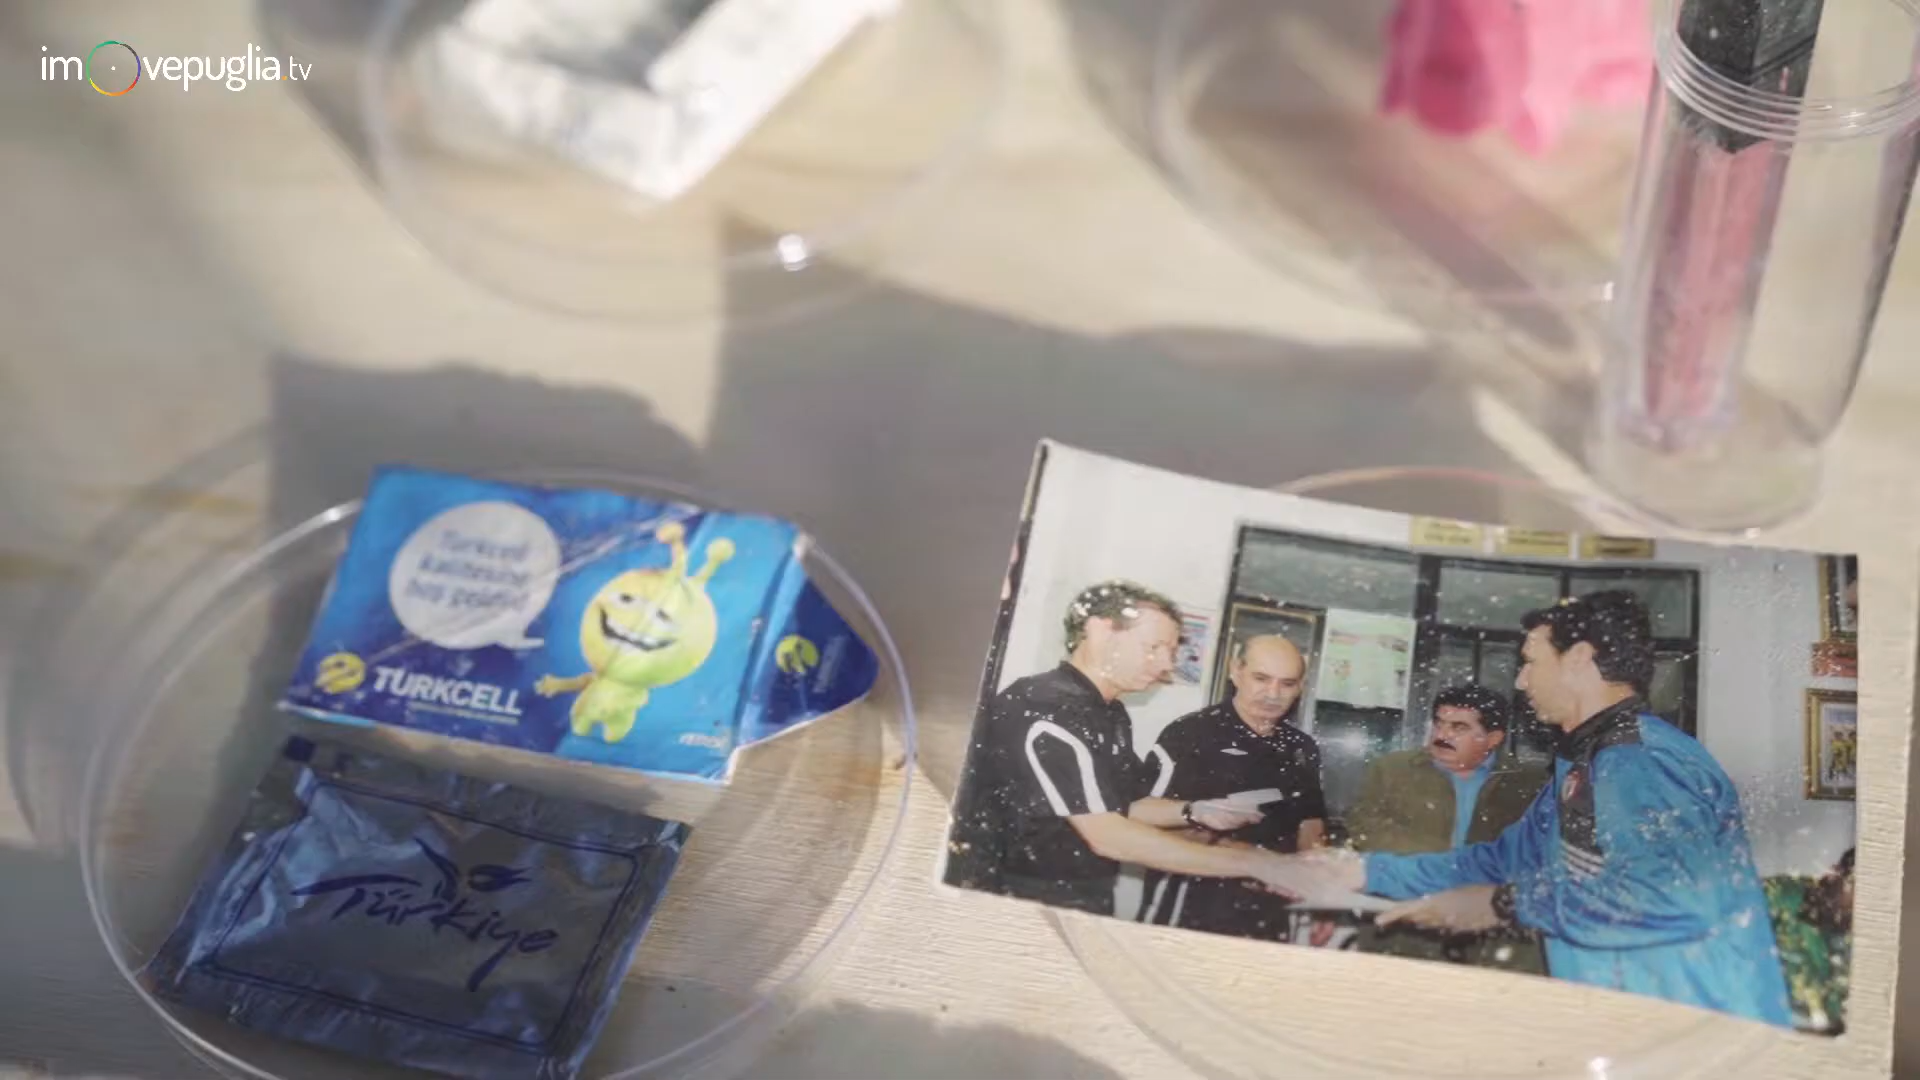 imovepuglia.tv
Turkcell
kalitesine
hoş geldin!
TURKCELL
Türkiye